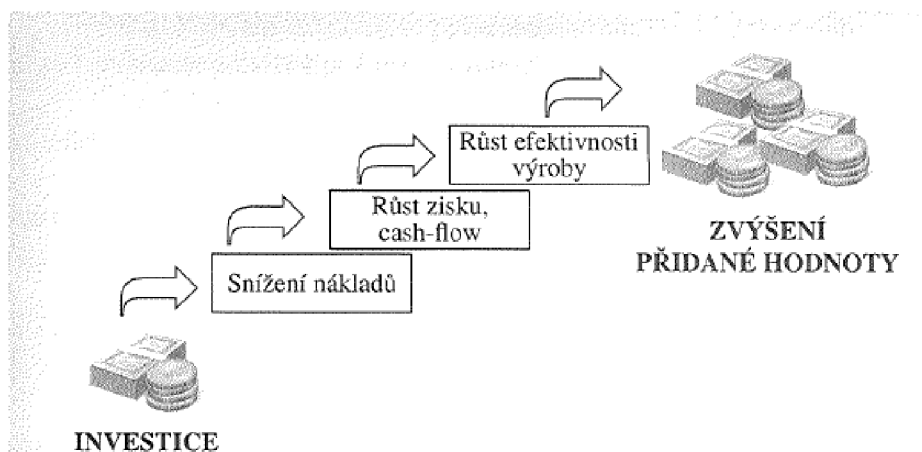 Růst efektivnosti
výroby
Růst zisku,
cash-flow
ZVÝŠENÍ
PŘIDANÉ HODNOTY
Snížení nákladů
INVESTICE